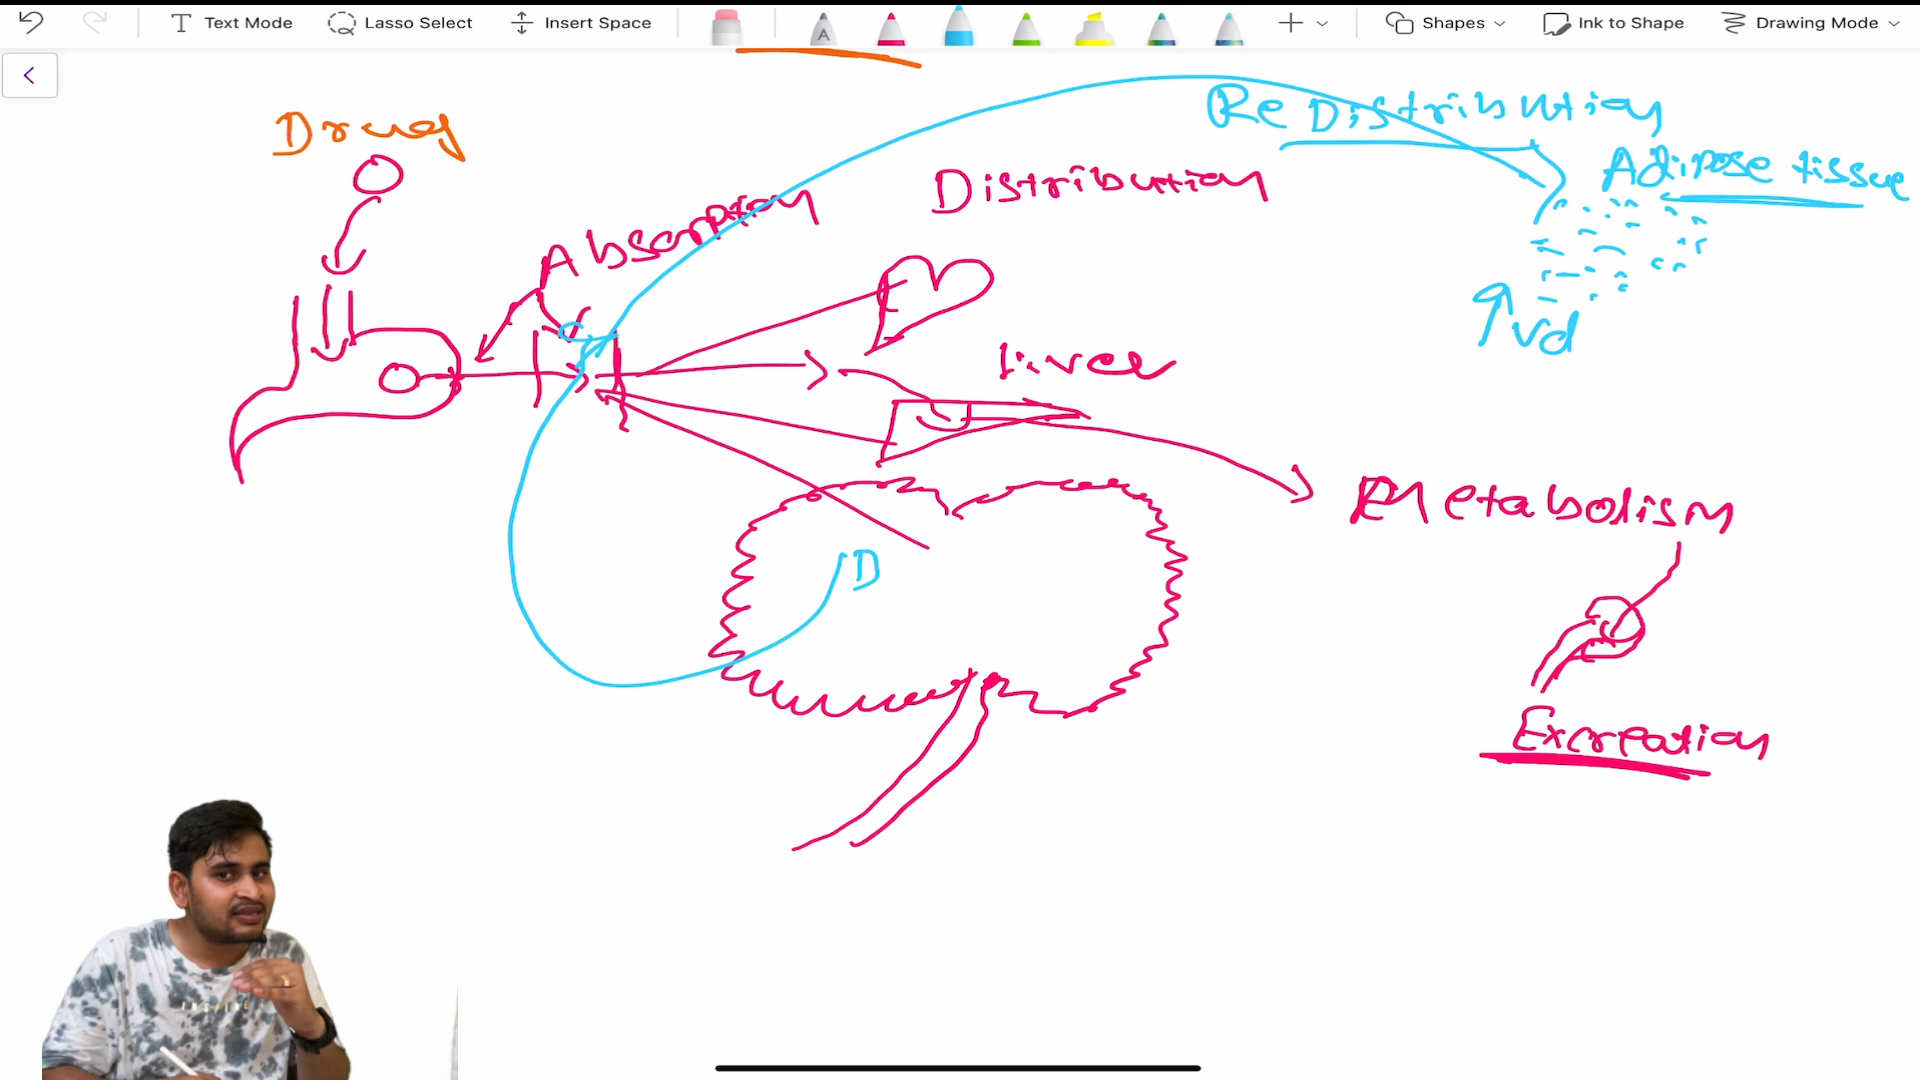 Text Mode Lasso Select Insert Space A Shapes Ink to Shape Drawing Mode
Drug
Re Distribution
Adipose tissue
Distribution
Absorption
↑Vd
liver
Metabolism
D
Excreation